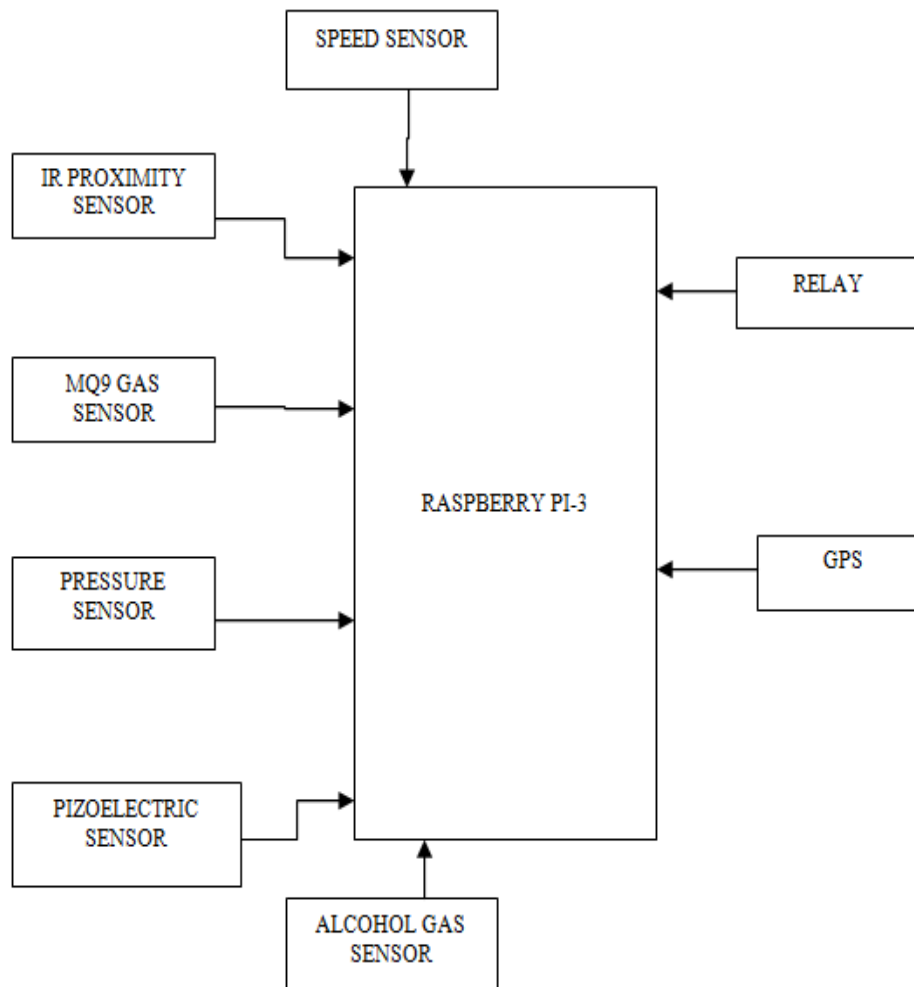 SPEED SENSOR
IR PROXIMITY
SENSOR
RELAY
MQ9 GAS
SENSOR
RASPBERRY PI-3
GPS
PRESSURE
SENSOR
PIZOELECTRIC
SENSOR
ALCOHOL GAS
SENSOR